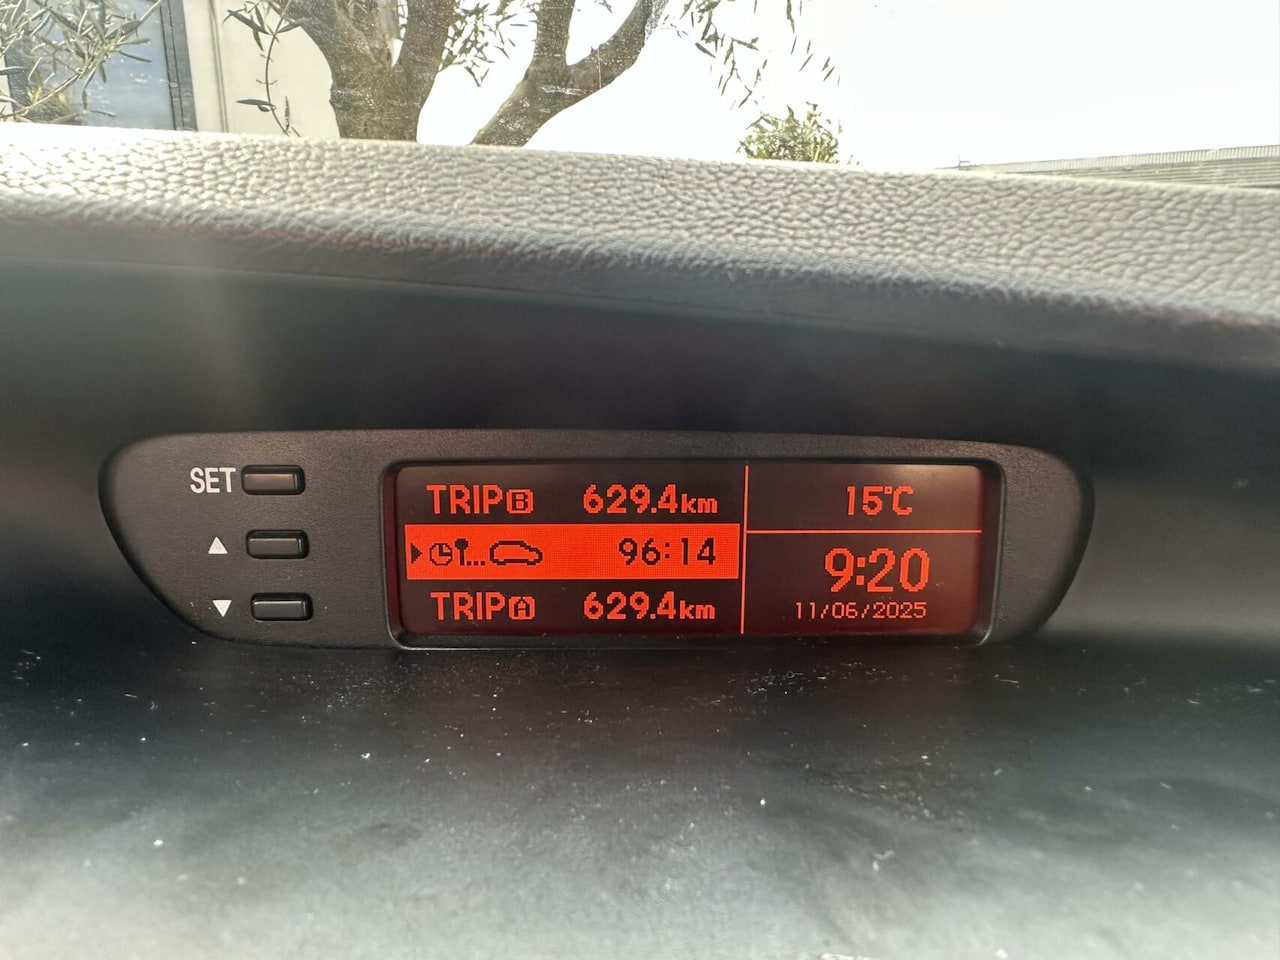 SET
TRIP B 629.4km
96:14
TRIP A 629.4km
15°C
9:20
11/06/2025